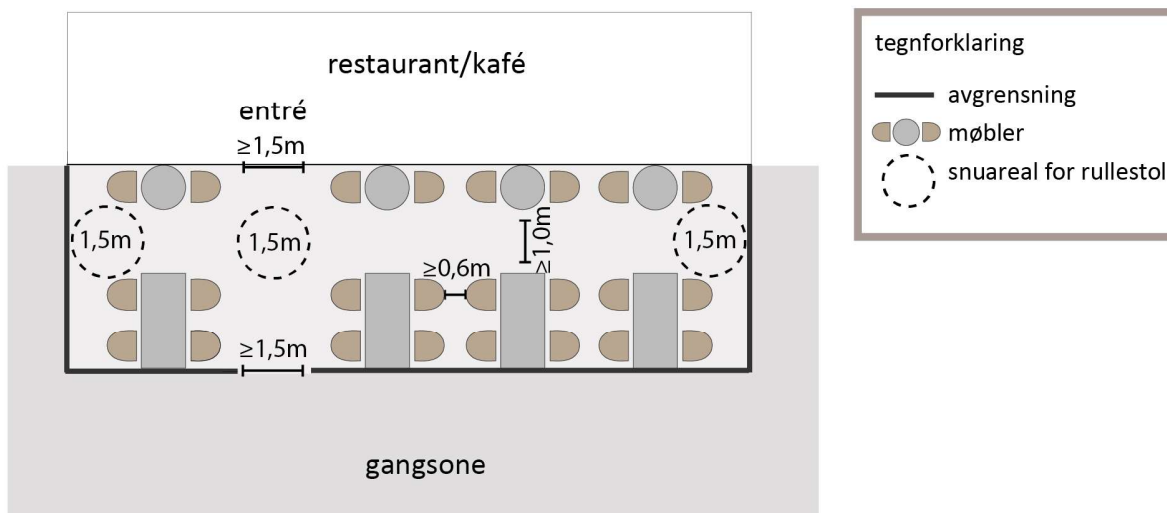 restaurant/kafé
entré
≥1,5m
1,5m
1,5m
1,5m
≥1,0m
≥0,6m
≥1,5m
gangsone
tegnforklaring
avgrensning
møbler
snuareal for rullestol